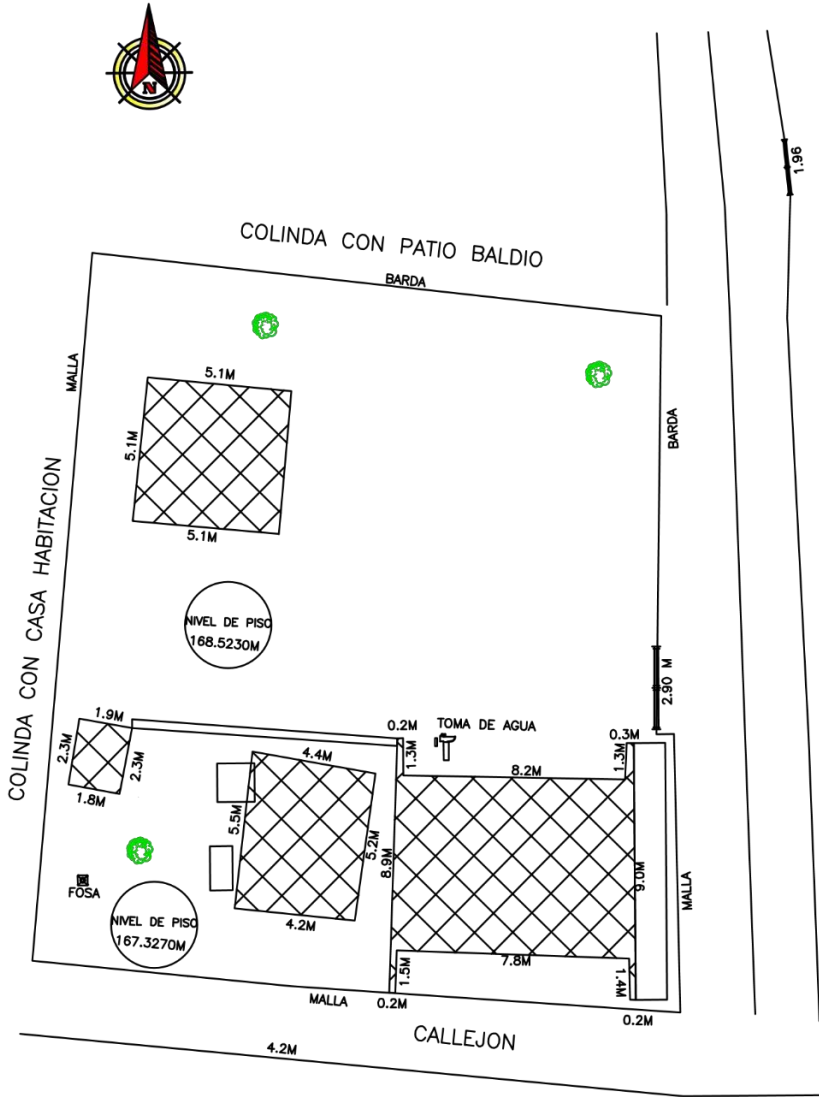 N
1.96
COLINDA CON PATIO BALDIO
BARDA
MALLA
5.1M
5.1M
5.1M
BARDA
COLINDA CON CASA HABITACION
NIVEL DE PISO
168.5230M
2.90 M
1.9M
0.2M
TOMA DE AGUA
0.3M
2.3M
2.3M
4.4M
1.3M
1.3M
8.2M
1.8M
5.5M
5.2M
8.9M
9.0M
MALLA
FOSA
NIVEL DE PISO
167.3270M
4.2M
7.8M
1.5M
1.4M
MALLA
0.2M
0.2M
CALLEJON
4.2M